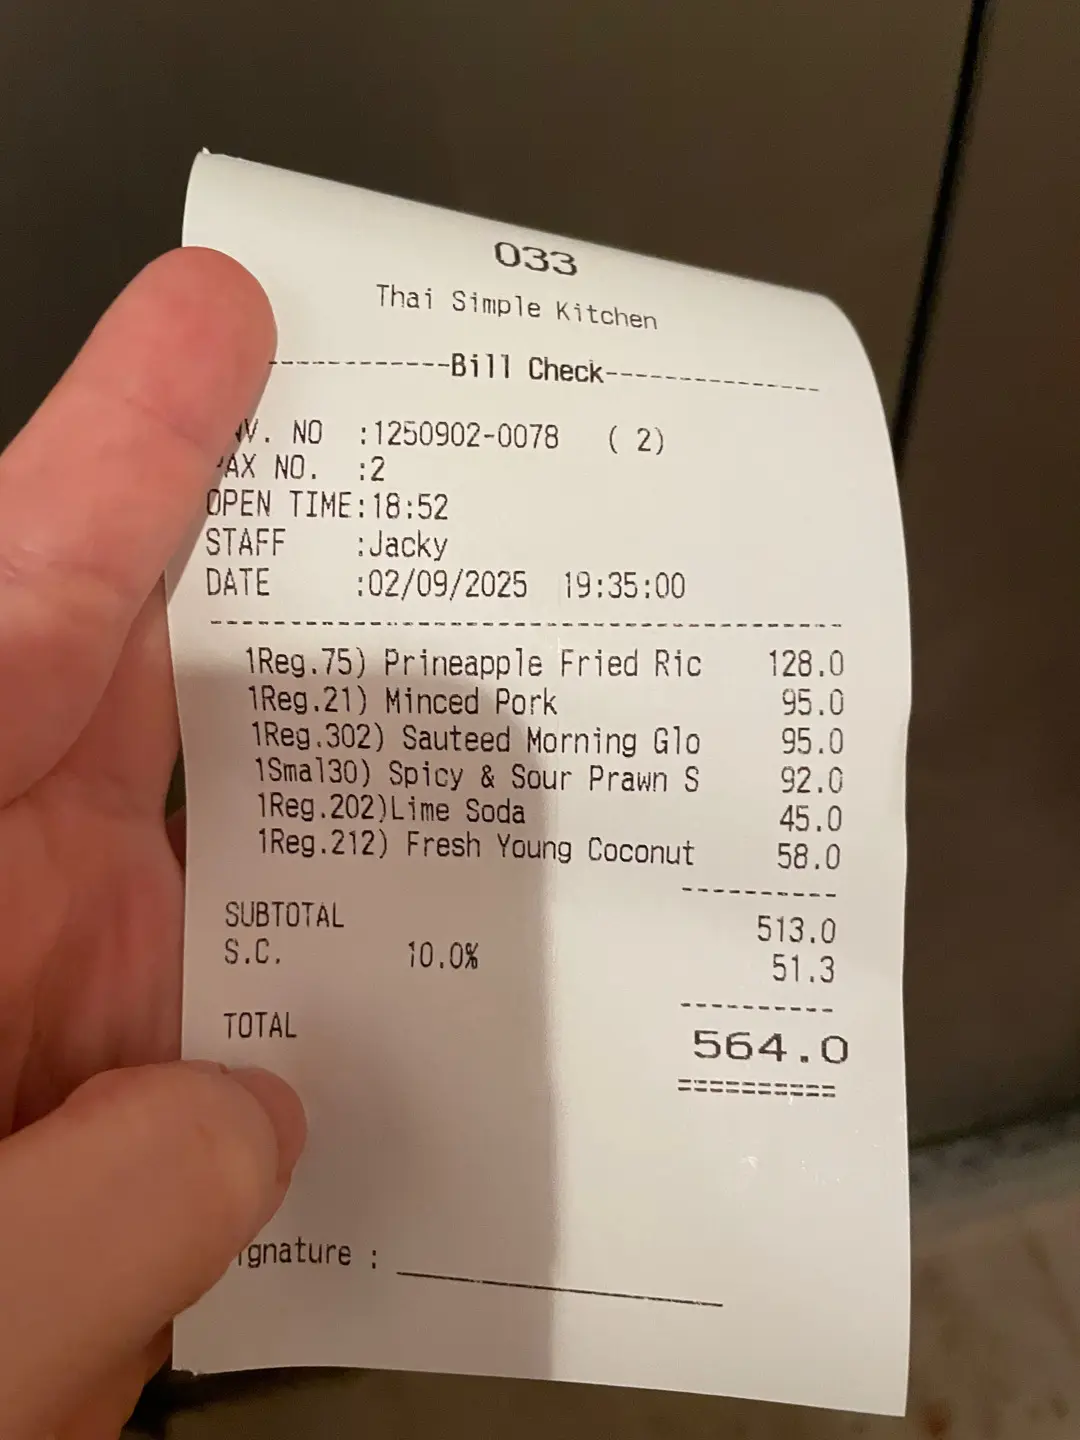 033
Thai Simple Kitchen
------------Bill Check---------------
NV. NO :1250902-0078 ( 2)
AX NO. :2
OPEN TIME:18:52
STAFF :Jacky
DATE :02/09/2025 19:35:00
----------------------------------------
1Reg.75) Prineapple Fried Ric 128.0
1Reg.21) Minced Pork 95.0
1Reg.302) Sauteed Morning Glo 95.0
1Smal30) Spicy & Sour Prawn S 92.0
1Reg.202)Lime Soda 45.0
1Reg.212) Fresh Young Coconut 58.0
----------
SUBTOTAL 513.0
S.C. 10.0% 51.3
----------
TOTAL 564.0
==========
ignature :